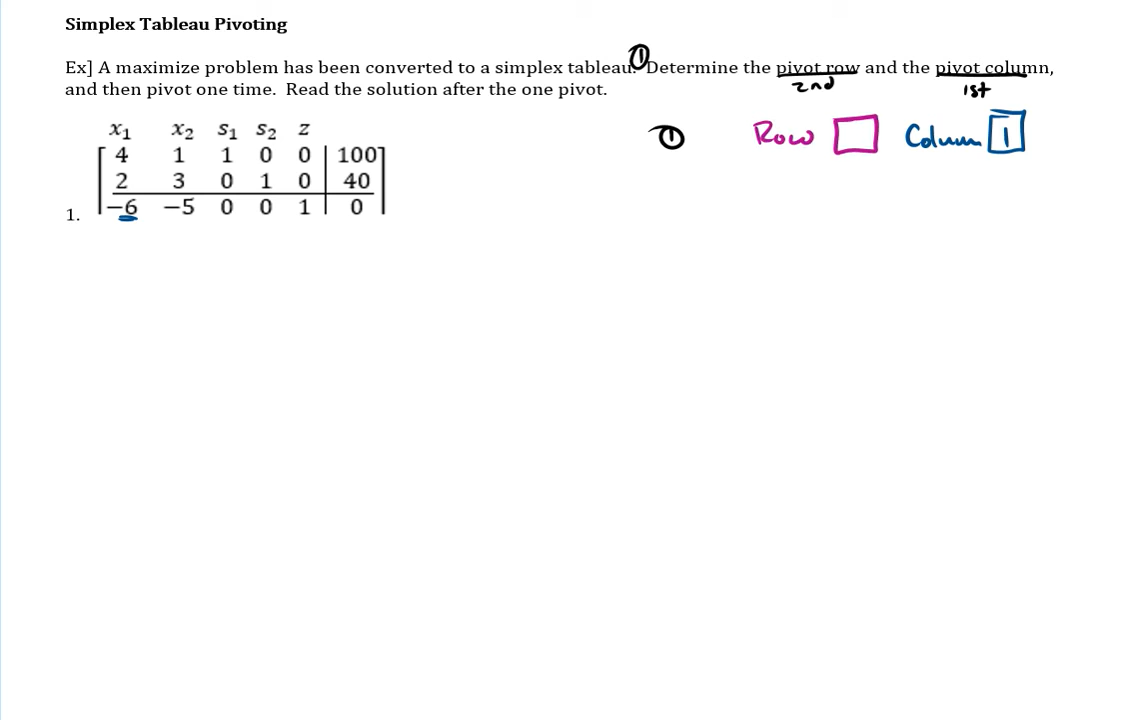 Simplex Tableau Pivoting
Ex] A maximize problem has been converted to a simplex tableau. ① Determine the pivot row and the pivot column,
2nd 1st
and then pivot one time. Read the solution after the one pivot.
① Row Column 1
x₁ x₂ s₁ s₂ z
4 1 1 0 0 | 100
2 3 0 1 0 | 40
−6 −5 0 0 1 | 0
1.